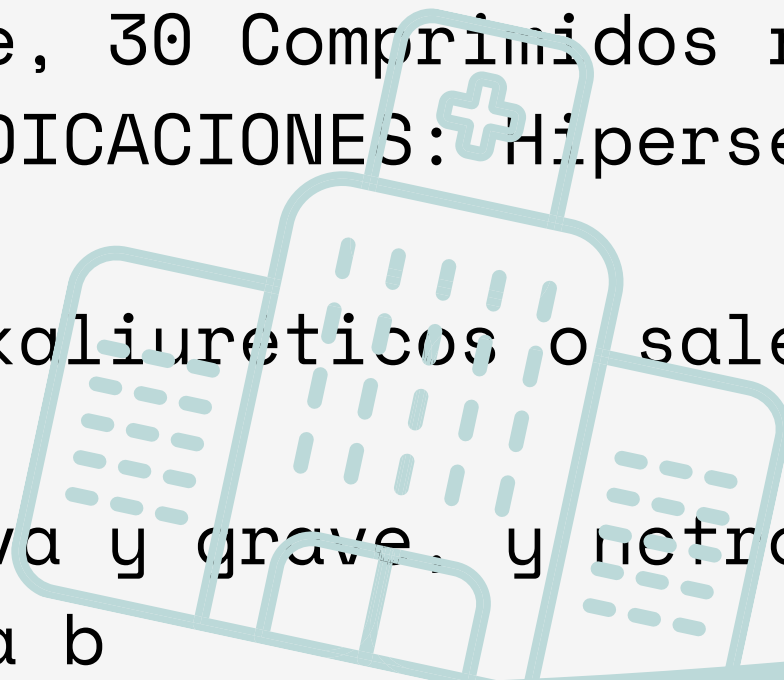 e, 30 Comprimidos r
DICACIONES: Hiperse
kaliureticos o sale
va y grave, y
a b